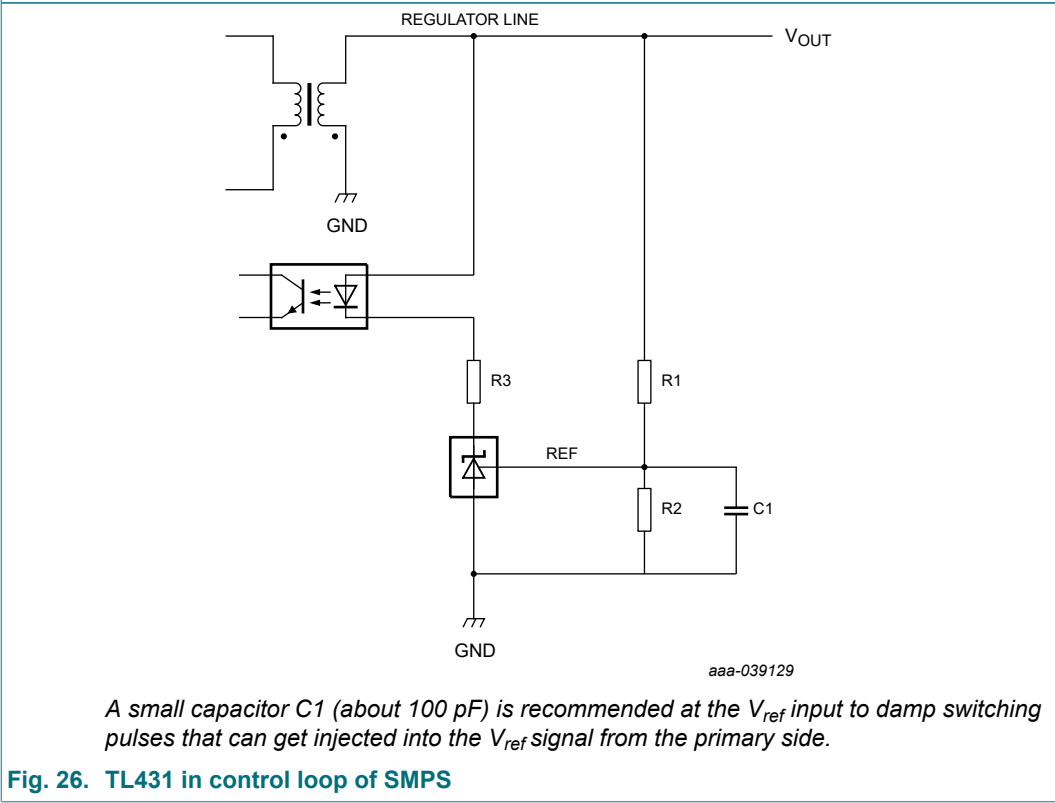 REGULATOR LINE
VOUT
GND
R3
R1
REF
R2
C1
GND
aaa-039129
A small capacitor C1 (about 100 pF) is recommended at the Vref input to damp switching
pulses that can get injected into the Vref signal from the primary side.
Fig. 26. TL431 in control loop of SMPS